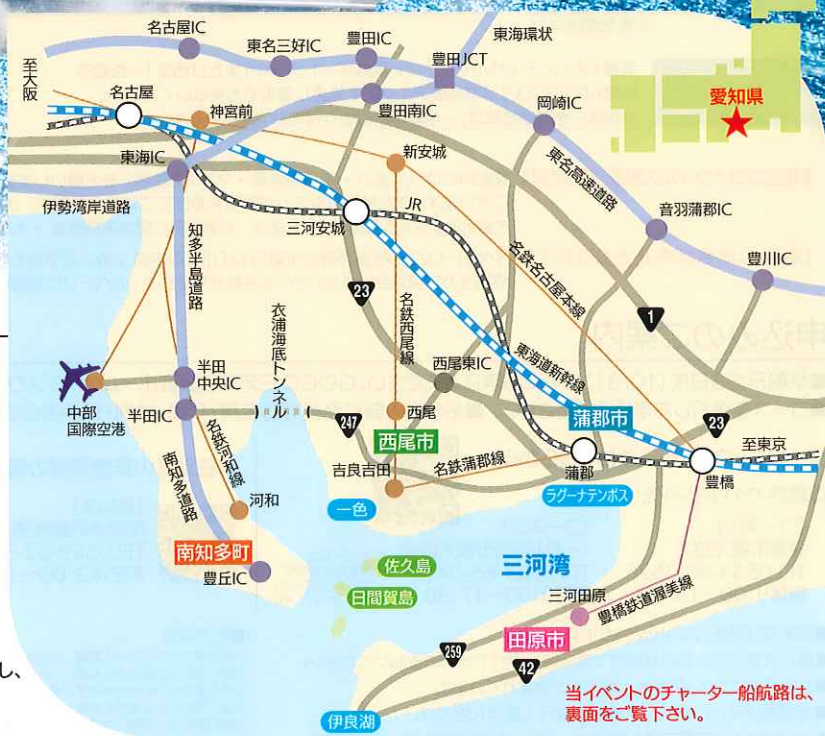 名古屋IC
東名三好IC
豊田IC
豊田JCT
東海環状
至大阪
名古屋
神宮前
豊田南IC
岡崎IC
愛知県
東海IC
新安城
東名高速道路
伊勢湾岸道路
JR
三河安城
音羽蒲郡IC
知多半島道路
名鉄名古屋本線
豊川IC
23
1
衣浦海底トンネル
名鉄西尾線
西尾東IC
東海道新幹線
中部
国際空港
半田
中央IC
半田IC
247
西尾
西尾市
蒲郡市
23
至東京
南知多道路
名鉄河和線
吉良吉田
名鉄蒲郡線
蒲郡
豊橋
河和
一色
ラグーナテンボス
南知多町
豊丘IC
佐久島
三河湾
日間賀島
三河田原
豊橋鉄道渥美線
田原市
259
42
伊良湖
当イベントのチャーター船航路は、
裏面をご覧下さい。
し、